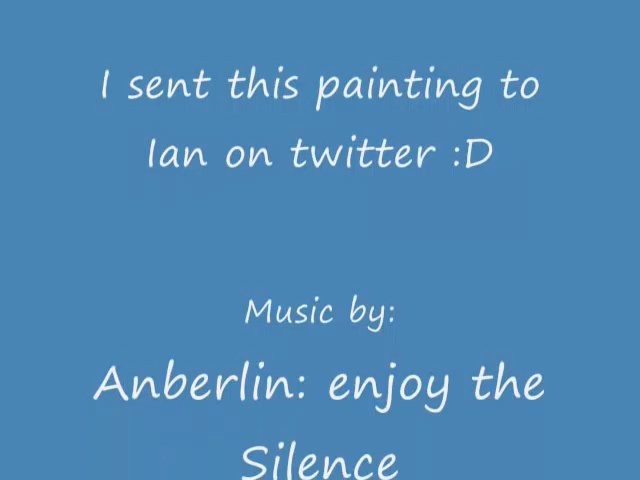 I sent this painting to
Ian on twitter :D
Music by:
Anberlin: enjoy the
Silence